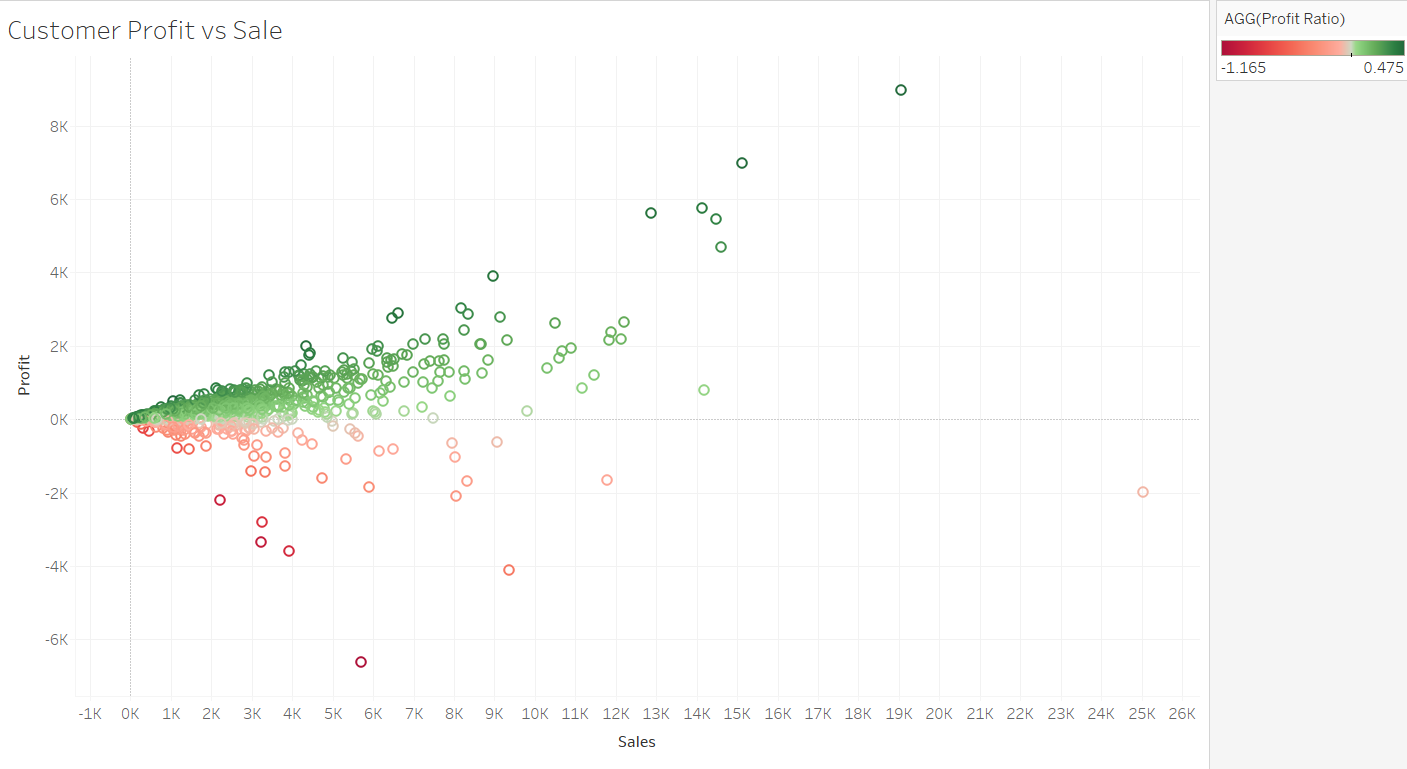 Customer Profit vs Sale
AGG(Profit Ratio)
-1.165 0.475
8K
6K
4K
2K
0K
-2K
-4K
-6K
Profit
-1K 0K 1K 2K 3K 4K 5K 6K 7K 8K 9K 10K 11K 12K 13K 14K 15K 16K 17K 18K 19K 20K 21K 22K 23K 24K 25K 26K
Sales